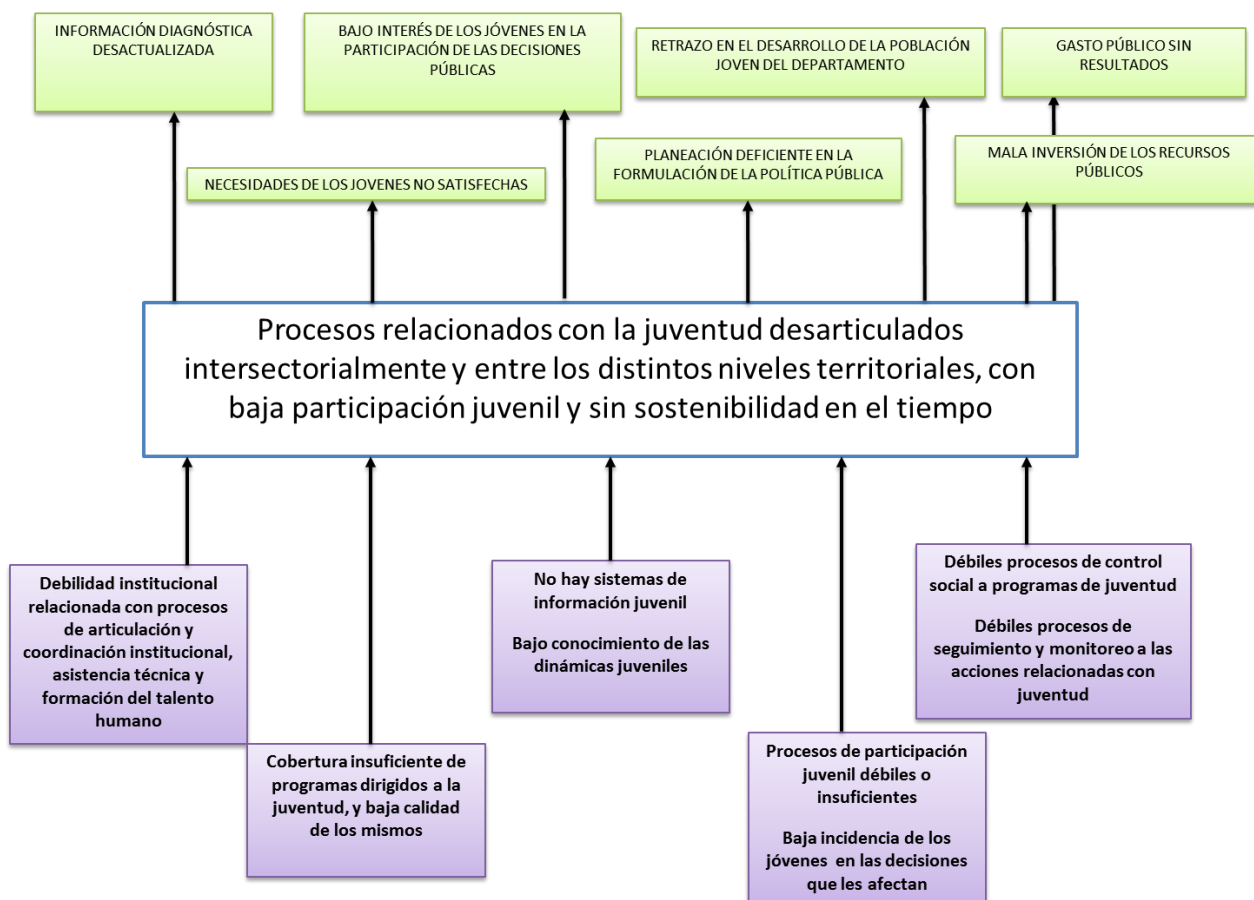 INFORMACIÓN DIAGNÓSTICA
DESACTUALIZADA
BAJO INTERÉS DE LOS JÓVENES EN LA
PARTICIPACIÓN DE LAS DECISIONES
PÚBLICAS
RETRAZO EN EL DESARROLLO DE LA POBLACIÓN
JOVEN DEL DEPARTAMENTO
GASTO PÚBLICO SIN
RESULTADOS
NECESIDADES DE LOS JOVENES NO SATISFECHAS
PLANEACIÓN DEFICIENTE EN LA
FORMULACIÓN DE LA POLÍTICA PÚBLICA
MALA INVERSIÓN DE LOS RECURSOS
PÚBLICOS
Procesos relacionados con la juventud desarticulados
intersectorialmente y entre los distintos niveles territoriales, con
baja participación juvenil y sin sostenibilidad en el tiempo
Debilidad institucional
relacionada con procesos
de articulación y
coordinación institucional,
asistencia técnica y
formación del talento
humano
Cobertura insuficiente de
programas dirigidos a la
juventud, y baja calidad
de los mismos
No hay sistemas de
información juvenil
Bajo conocimiento de las
dinámicas juveniles
Procesos de participación
juvenil débiles o
insuficientes
Baja incidencia de los
jóvenes en las decisiones
que les afectan
Débiles procesos de control
social a programas de juventud
Débiles procesos de
seguimiento y monitoreo a las
acciones relacionadas con
juventud